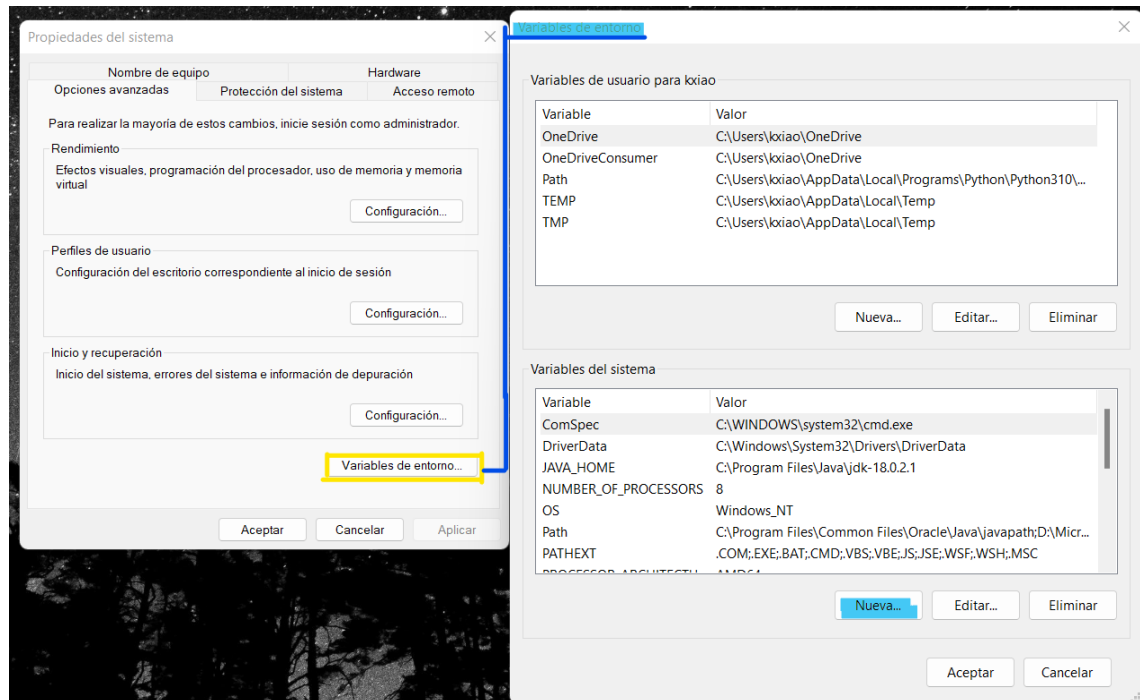 Propiedades del sistema
Nombre de equipo Hardware
Opciones avanzadas Protección del sistema Acceso remoto
Para realizar la mayoría de estos cambios, inicie sesión como administrador.
Rendimiento
Efectos visuales, programación del procesador, uso de memoria y memoria
virtual
Configuración...
Perfiles de usuario
Configuración del escritorio correspondiente al inicio de sesión
Configuración...
Inicio y recuperación
Inicio del sistema, errores del sistema e información de depuración
Configuración...
Variables de entorno...
Aceptar Cancelar Aplicar
Variables de entorno
Variables de usuario para kxiao
Variable Valor
OneDrive C:\Users\kxiao\OneDrive
OneDriveConsumer C:\Users\kxiao\OneDrive
Path C:\Users\kxiao\AppData\Local\Programs\Python\Python310\...
TEMP C:\Users\kxiao\AppData\Local\Temp
TMP C:\Users\kxiao\AppData\Local\Temp
Nueva... Editar... Eliminar
Variables del sistema
Variable Valor
ComSpec C:\WINDOWS\system32\cmd.exe
DriverData C:\Windows\System32\Drivers\DriverData
JAVA_HOME C:\Program Files\Java\jdk-18.0.2.1
NUMBER_OF_PROCESSORS 8
OS Windows_NT
Path C:\Program Files\Common Files\Oracle\Java\javapath;D:\Micr...
PATHEXT .COM;.EXE;.BAT;.CMD;.VBS;.VBE;.JS;.JSE;.WSF;.WSH;.MSC
PROCESSOR_ARCHITECTU... AMD64
Nueva... Editar... Eliminar
Aceptar Cancelar